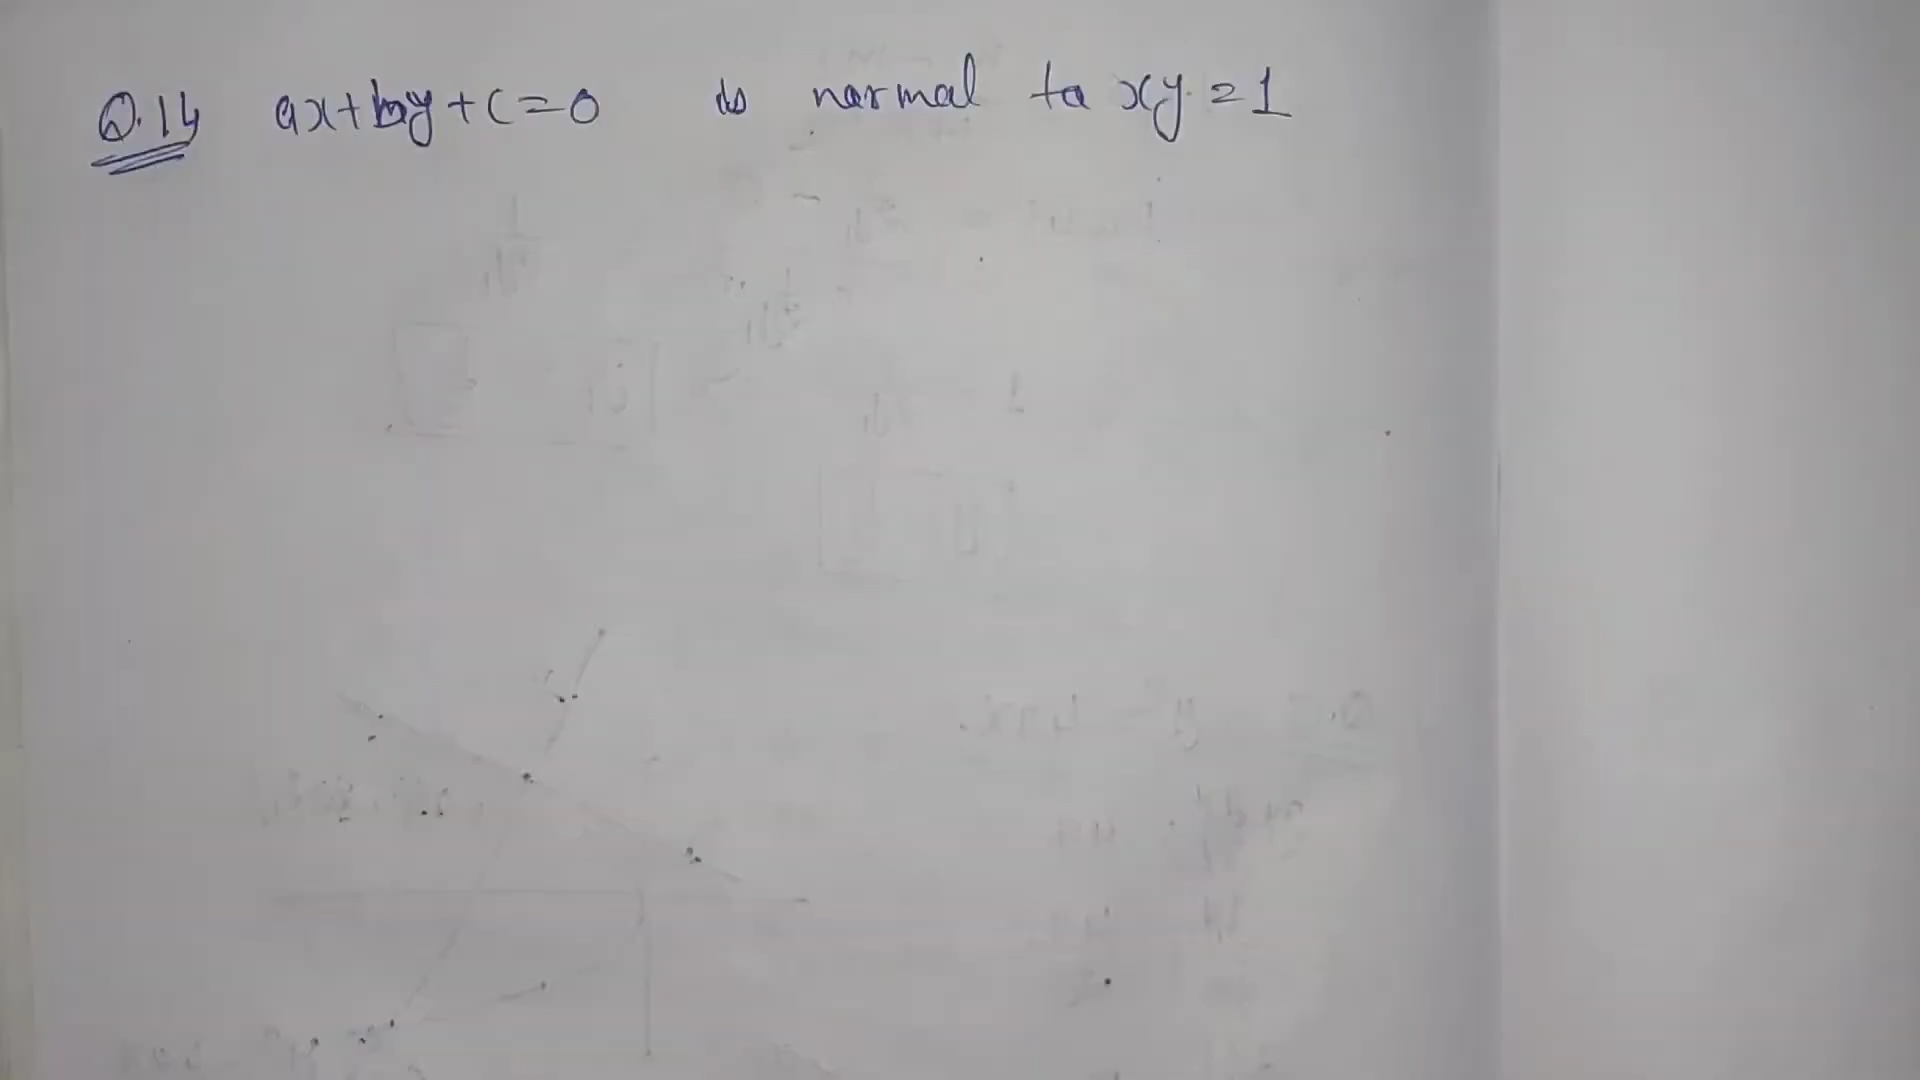 Q.14 ax+by+c=0 is normal to xy=1